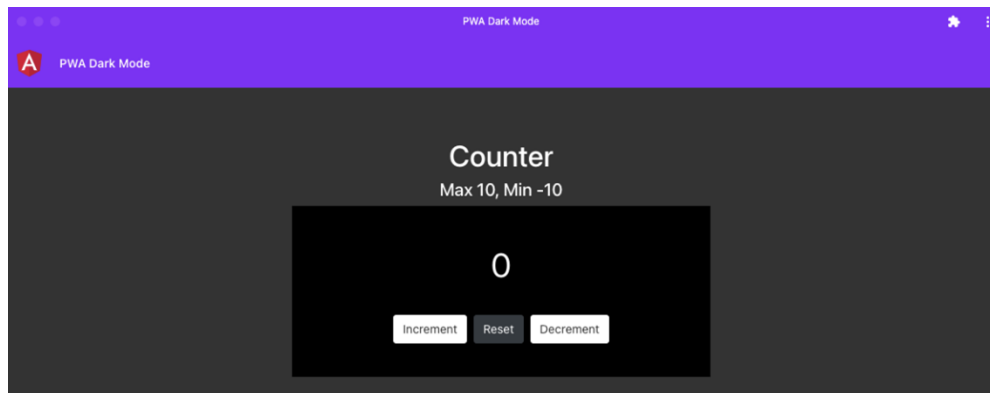 PWA Dark Mode
A
PWA Dark Mode
Counter
Max 10, Min -10
0
Increment Reset Decrement